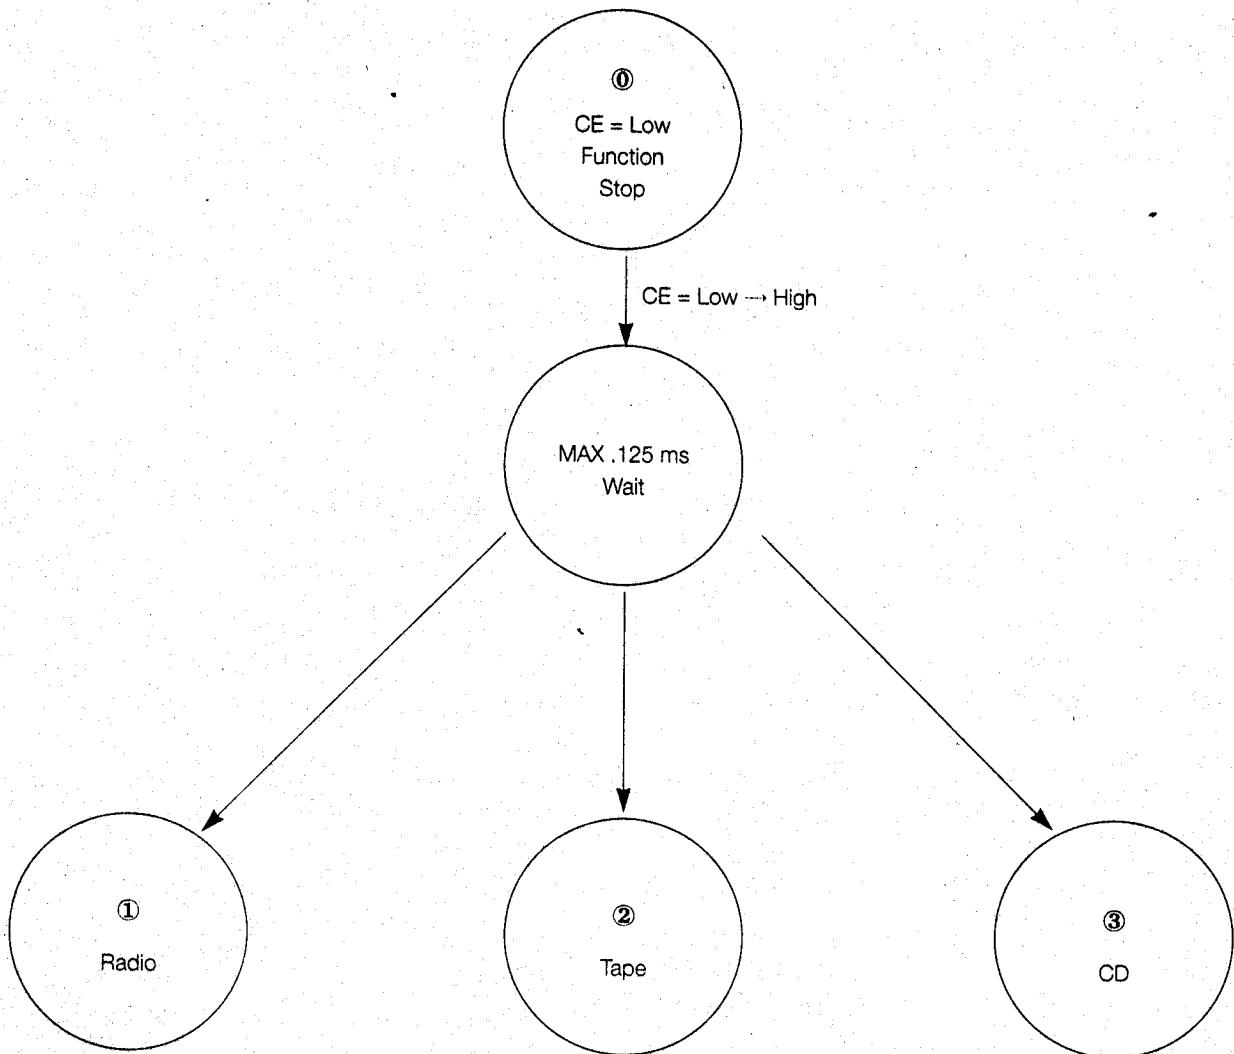 ⓪
CE = Low
Function
Stop
CE = Low → High
MAX .125 ms
Wait
①
Radio
②
Tape
③
CD